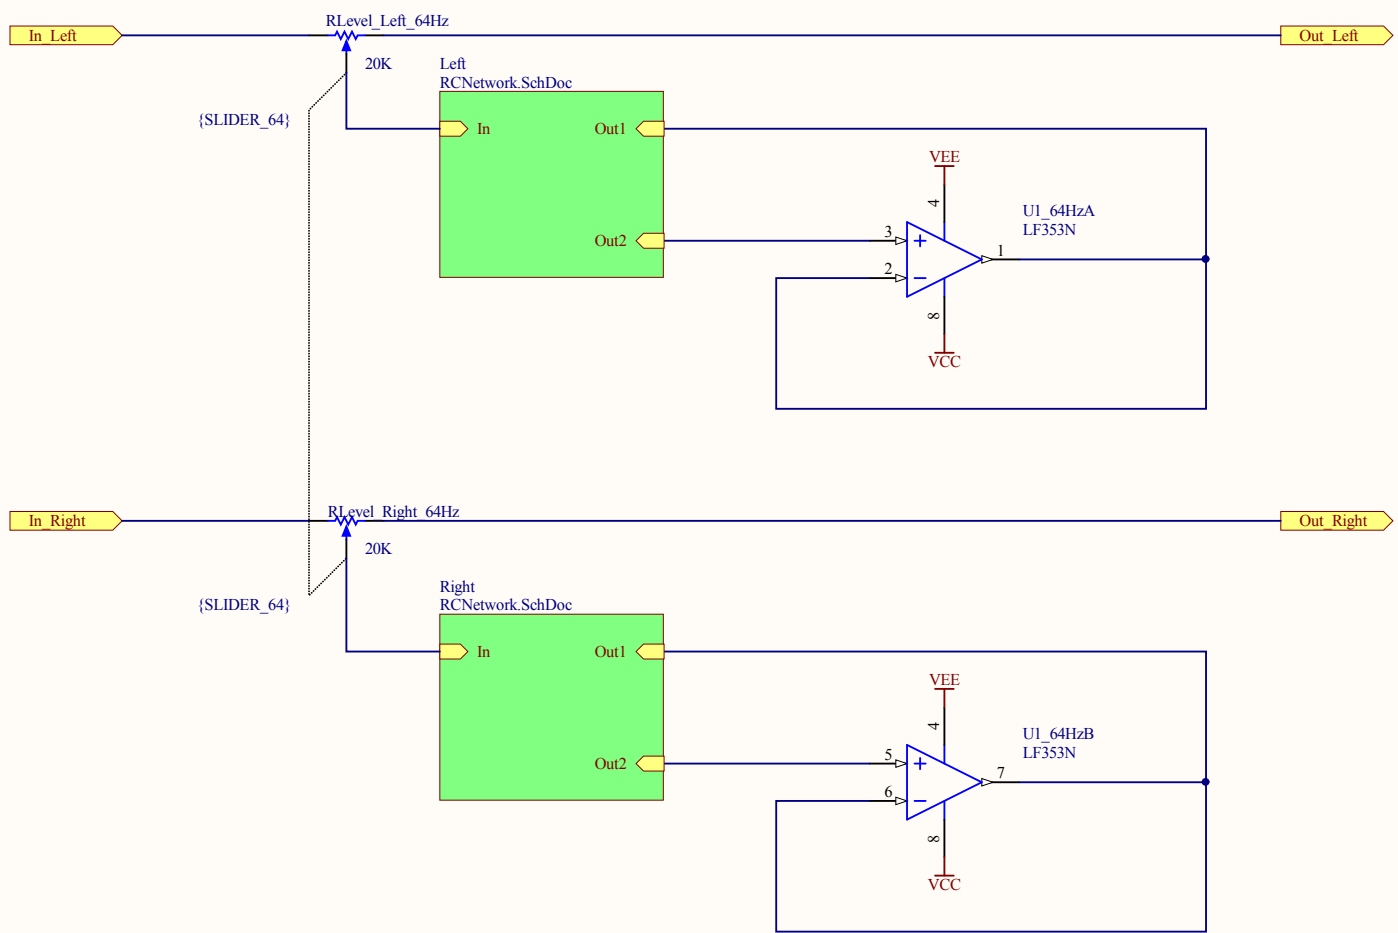 RLevel_Left_64Hz
In_Left
Out_Left
20K
Left
RCNetwork.SchDoc
{SLIDER_64}
In
Out1
VEE
4
U1_64HzA
LF353N
Out2
3
+
1
2
−
8
VCC
RLevel_Right_64Hz
In_Right
Out_Right
20K
Right
RCNetwork.SchDoc
{SLIDER_64}
In
Out1
VEE
4
U1_64HzB
LF353N
Out2
5
+
7
6
−
8
VCC